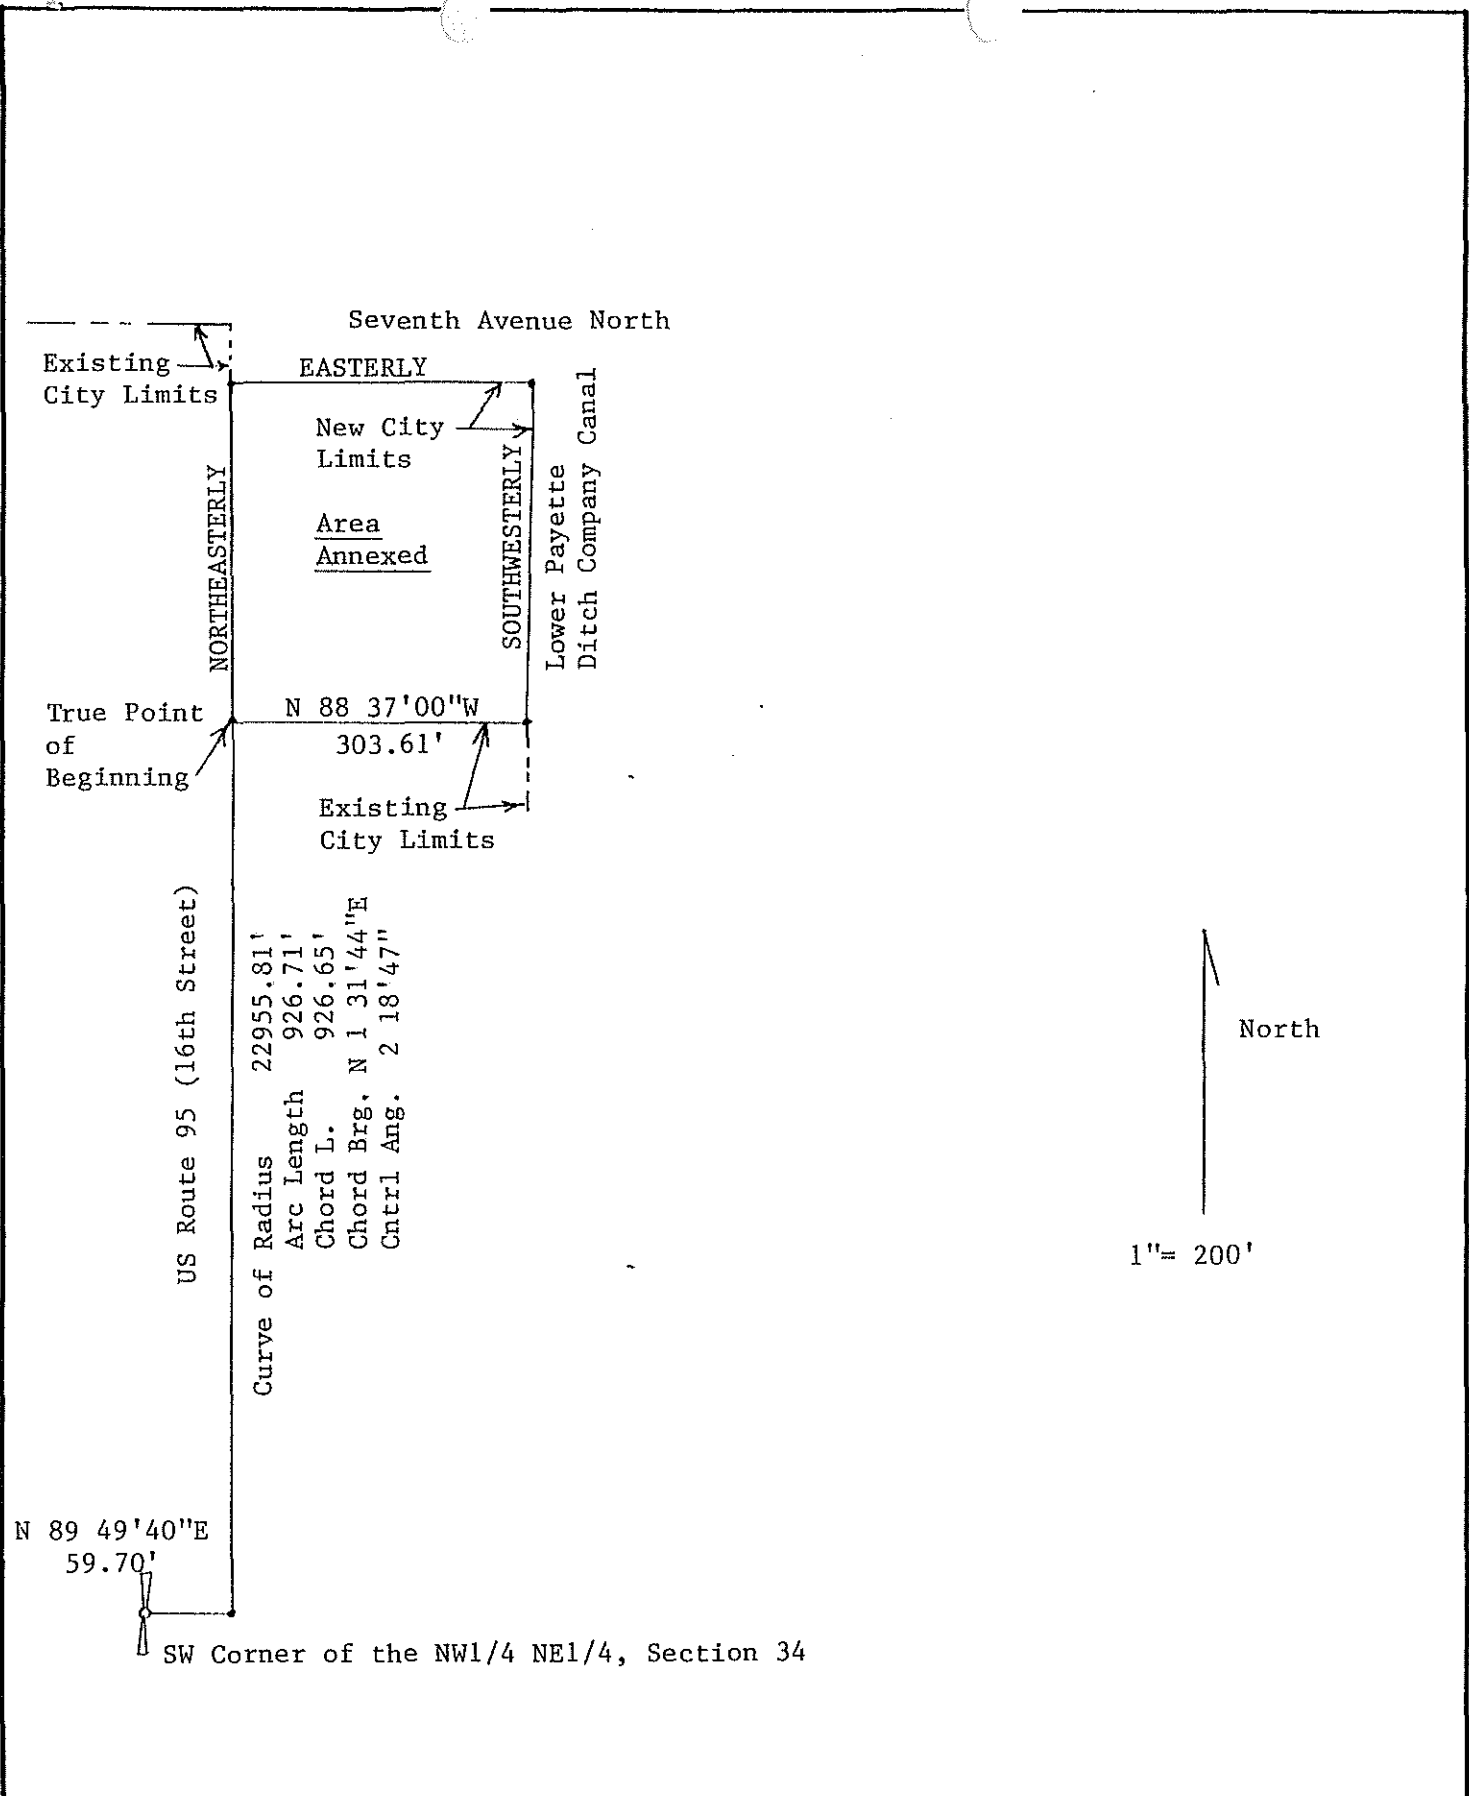 Seventh Avenue North
Existing
City Limits
EASTERLY
New City
Limits
Area
Annexed
NORTHEASTERLY
SOUTHWESTERLY
Lower Payette
Ditch Company Canal
True Point
of
Beginning
N 88 37'00"W
303.61'
Existing
City Limits
US Route 95 (16th Street)
Curve of Radius 22955.81'
Arc Length 926.71'
Chord L. 926.65'
Chord Brg. N 1 31'44"E
Cntrl Ang. 2 18'47"
North
1"= 200'
N 89 49'40"E
59.70'
SW Corner of the NW1/4 NE1/4, Section 34